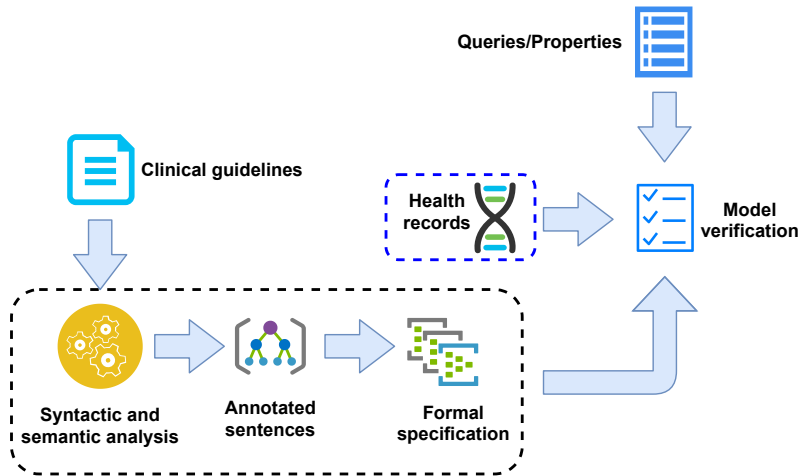 Queries/Properties
Clinical guidelines
Health
records
Model
verification
Syntactic and
semantic analysis
Annotated
sentences
Formal
specification